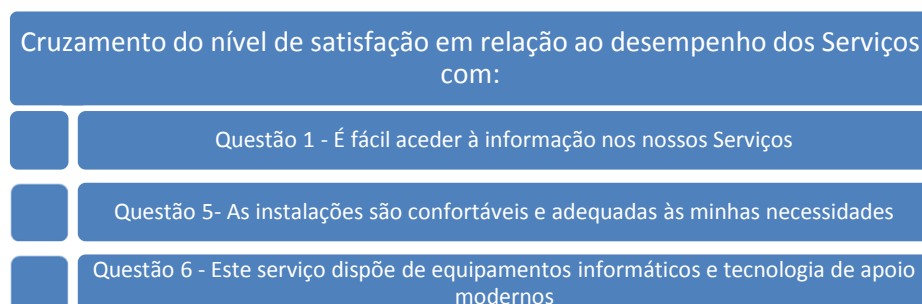 Cruzamento do nível de satisfação em relação ao desempenho dos Serviços
com:
Questão 1 - É fácil aceder à informação nos nossos Serviços
Questão 5- As instalações são confortáveis e adequadas às minhas necessidades
Questão 6 - Este serviço dispõe de equipamentos informáticos e tecnologia de apoio
modernos